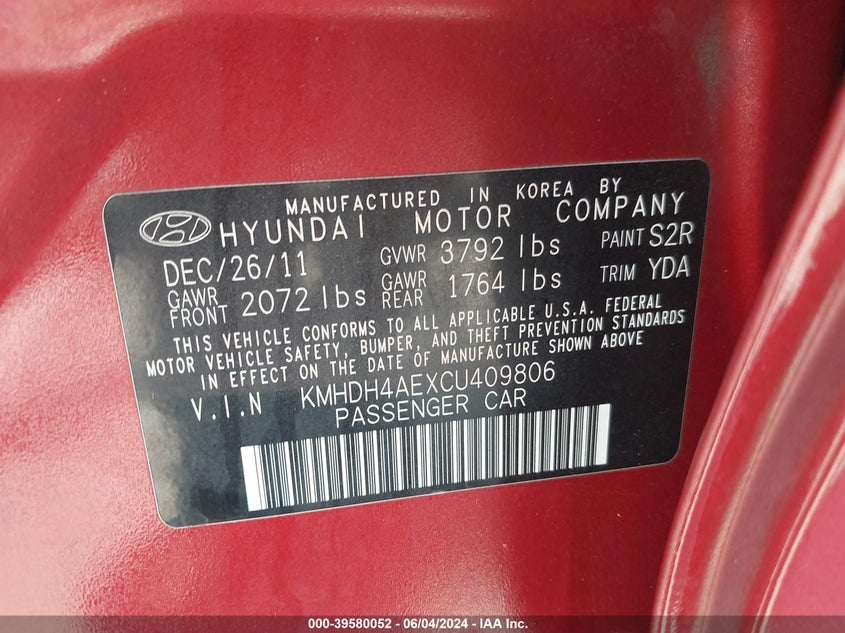 MANUFACTURED IN KOREA BY
HYUNDAI MOTOR COMPANY
DEC/26/11 GVWR 3792 lbs PAINT S2R
GAWR FRONT 2072 lbs GAWR REAR 1764 lbs TRIM YDA
THIS VEHICLE CONFORMS TO ALL APPLICABLE U.S.A. FEDERAL
MOTOR VEHICLE SAFETY, BUMPER, AND THEFT PREVENTION STANDARDS
IN EFFECT ON THE DATE OF MANUFACTURE SHOWN ABOVE
V.I.N KMHDH4AEXCU409806
PASSENGER CAR
000-39580052 - 06/04/2024 - IAA Inc.